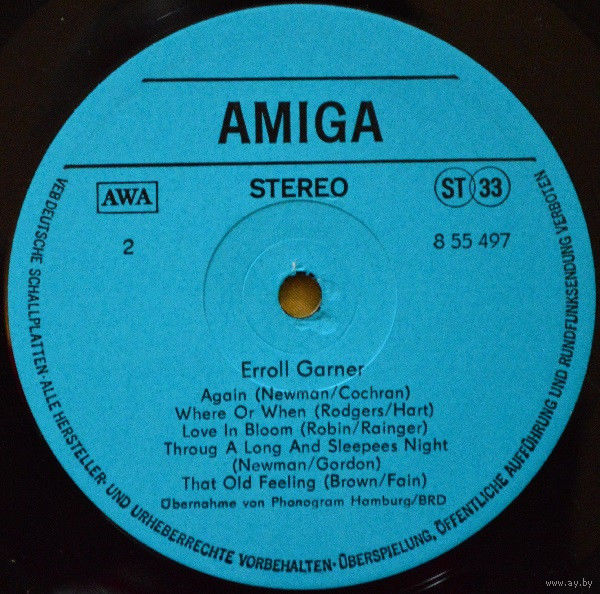 AMIGA
AWA
STEREO
ST 33
2
8 55 497
Erroll Garner
Again (Newman/Cochran)
Where Or When (Rodgers/Hart)
Love In Bloom (Robin/Rainger)
Throug A Long And Sleepees Night
(Newman/Gordon)
That Old Feeling (Brown/Fain)
Übernahme von Phonogram Hamburg/BRD
VEB DEUTSCHE SCHALLPLATTEN · ALLE HERSTELLER- UND URHEBERRECHTE VORBEHALTEN · ÜBERSPIELUNG, ÖFFENTLICHE AUFFÜHRUNG UND RUNDFUNKSENDUNG VERBOTEN
www.ay.by